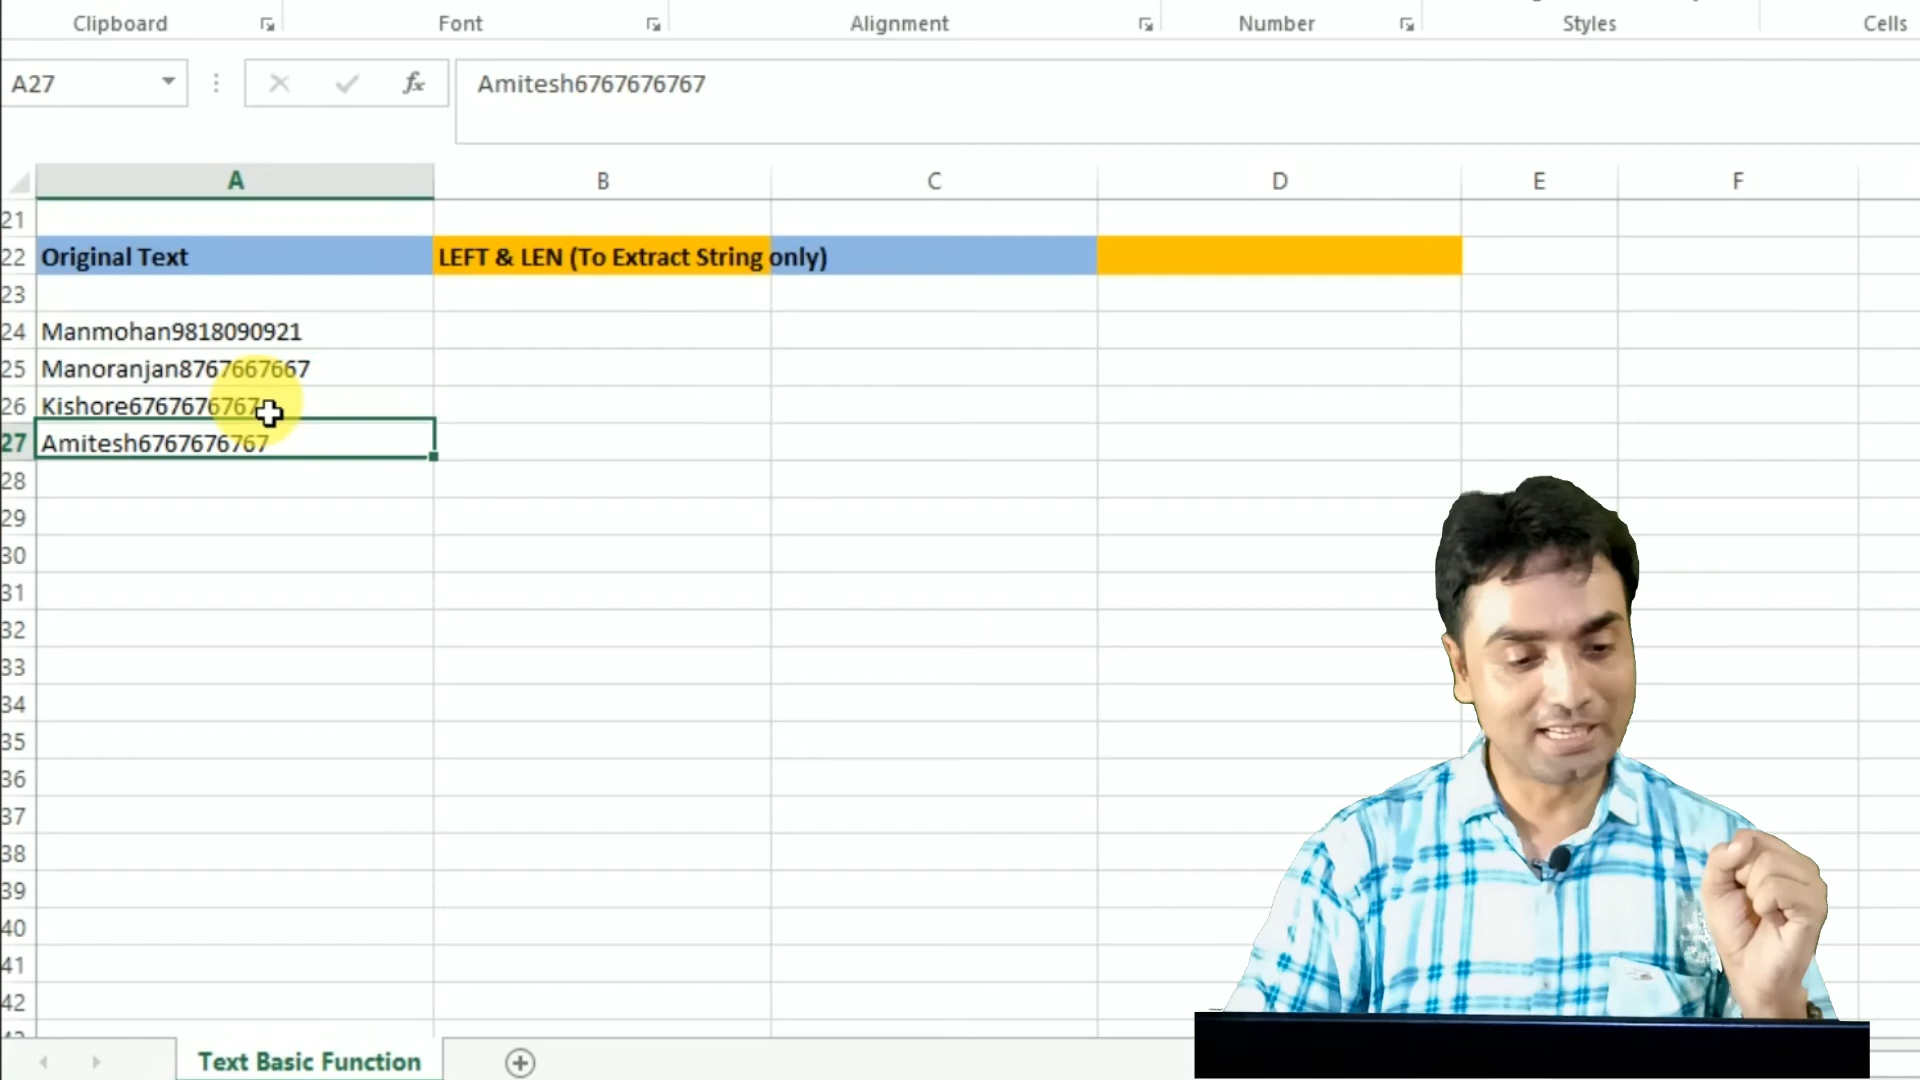 Clipboard Font Alignment Number Styles Cells
A27 fx Amitesh6767676767
A B C D E F
21
22 Original Text LEFT & LEN (To Extract String only)
23
24 Manmohan9818090921
25 Manoranjan8767667667
26 Kishore6767676767
27 Amitesh6767676767
28
29
30
31
32
33
34
35
36
37
38
39
40
41
42
Text Basic Function